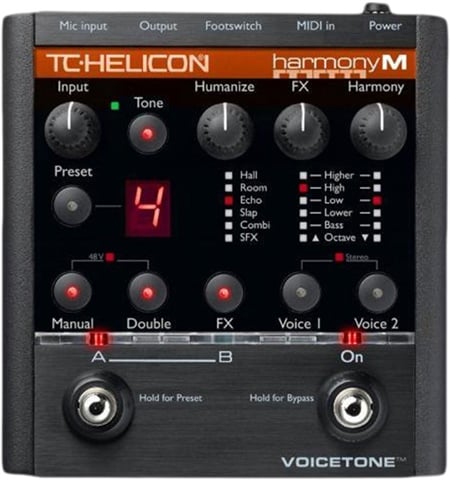 Mic input Output Footswitch MIDI in Power
TC·HELICON harmonyM
Input Tone Humanize FX Harmony
Preset
4
Hall
Room
Echo
Slap
Combi
SFX
Higher
High
Low
Lower
Bass
▲ Octave ▼
48V Stereo
Manual Double FX Voice 1 Voice 2
A B On
Hold for Preset Hold for Bypass
VOICETONE™